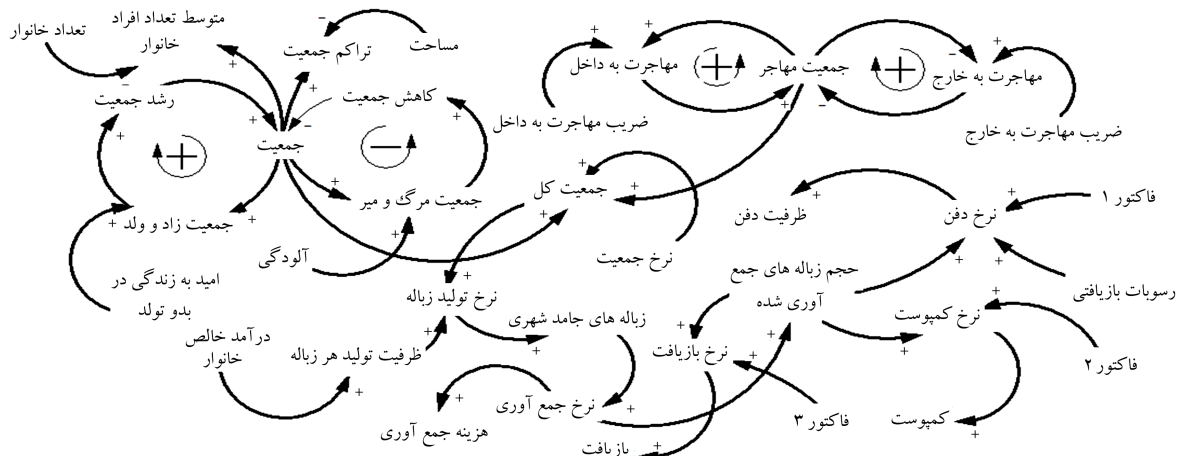 متوسط تعداد افراد
خانوار
تعداد خانوار
تراکم جمعیت
مساحت
مهاجرت به داخل
جمعیت مهاجر
مهاجرت به خارج
رشد جمعیت
کاهش جمعیت
ضریب مهاجرت به داخل
ضریب مهاجرت به خارج
جمعیت
جمعیت کل
جمعیت مرگ و میر
جمعیت زاد و ولد
ظرفیت دفن
نرخ دفن
فاکتور ۱
آلودگی
نرخ جمعیت
امید به زندگی در
بدو تولد
نرخ تولید زباله
حجم زباله های جمع
آوری شده
رسوبات بازیافتی
زباله های جامد شهری
نرخ کمپوست
درآمد خالص
خانوار
ظرفیت تولید هر زباله
نرخ بازیافت
فاکتور ۲
نرخ جمع آوری
هزینه جمع آوری
فاکتور ۳
کمپوست
بازیافت